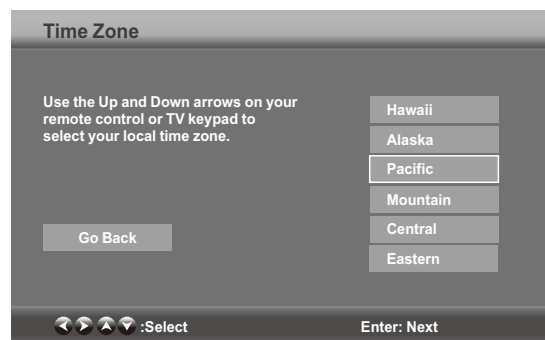 Time Zone
Use the Up and Down arrows on your
remote control or TV keypad to
select your local time zone.
Hawaii
Alaska
Pacific
Mountain
Central
Eastern
Go Back
:Select
Enter: Next